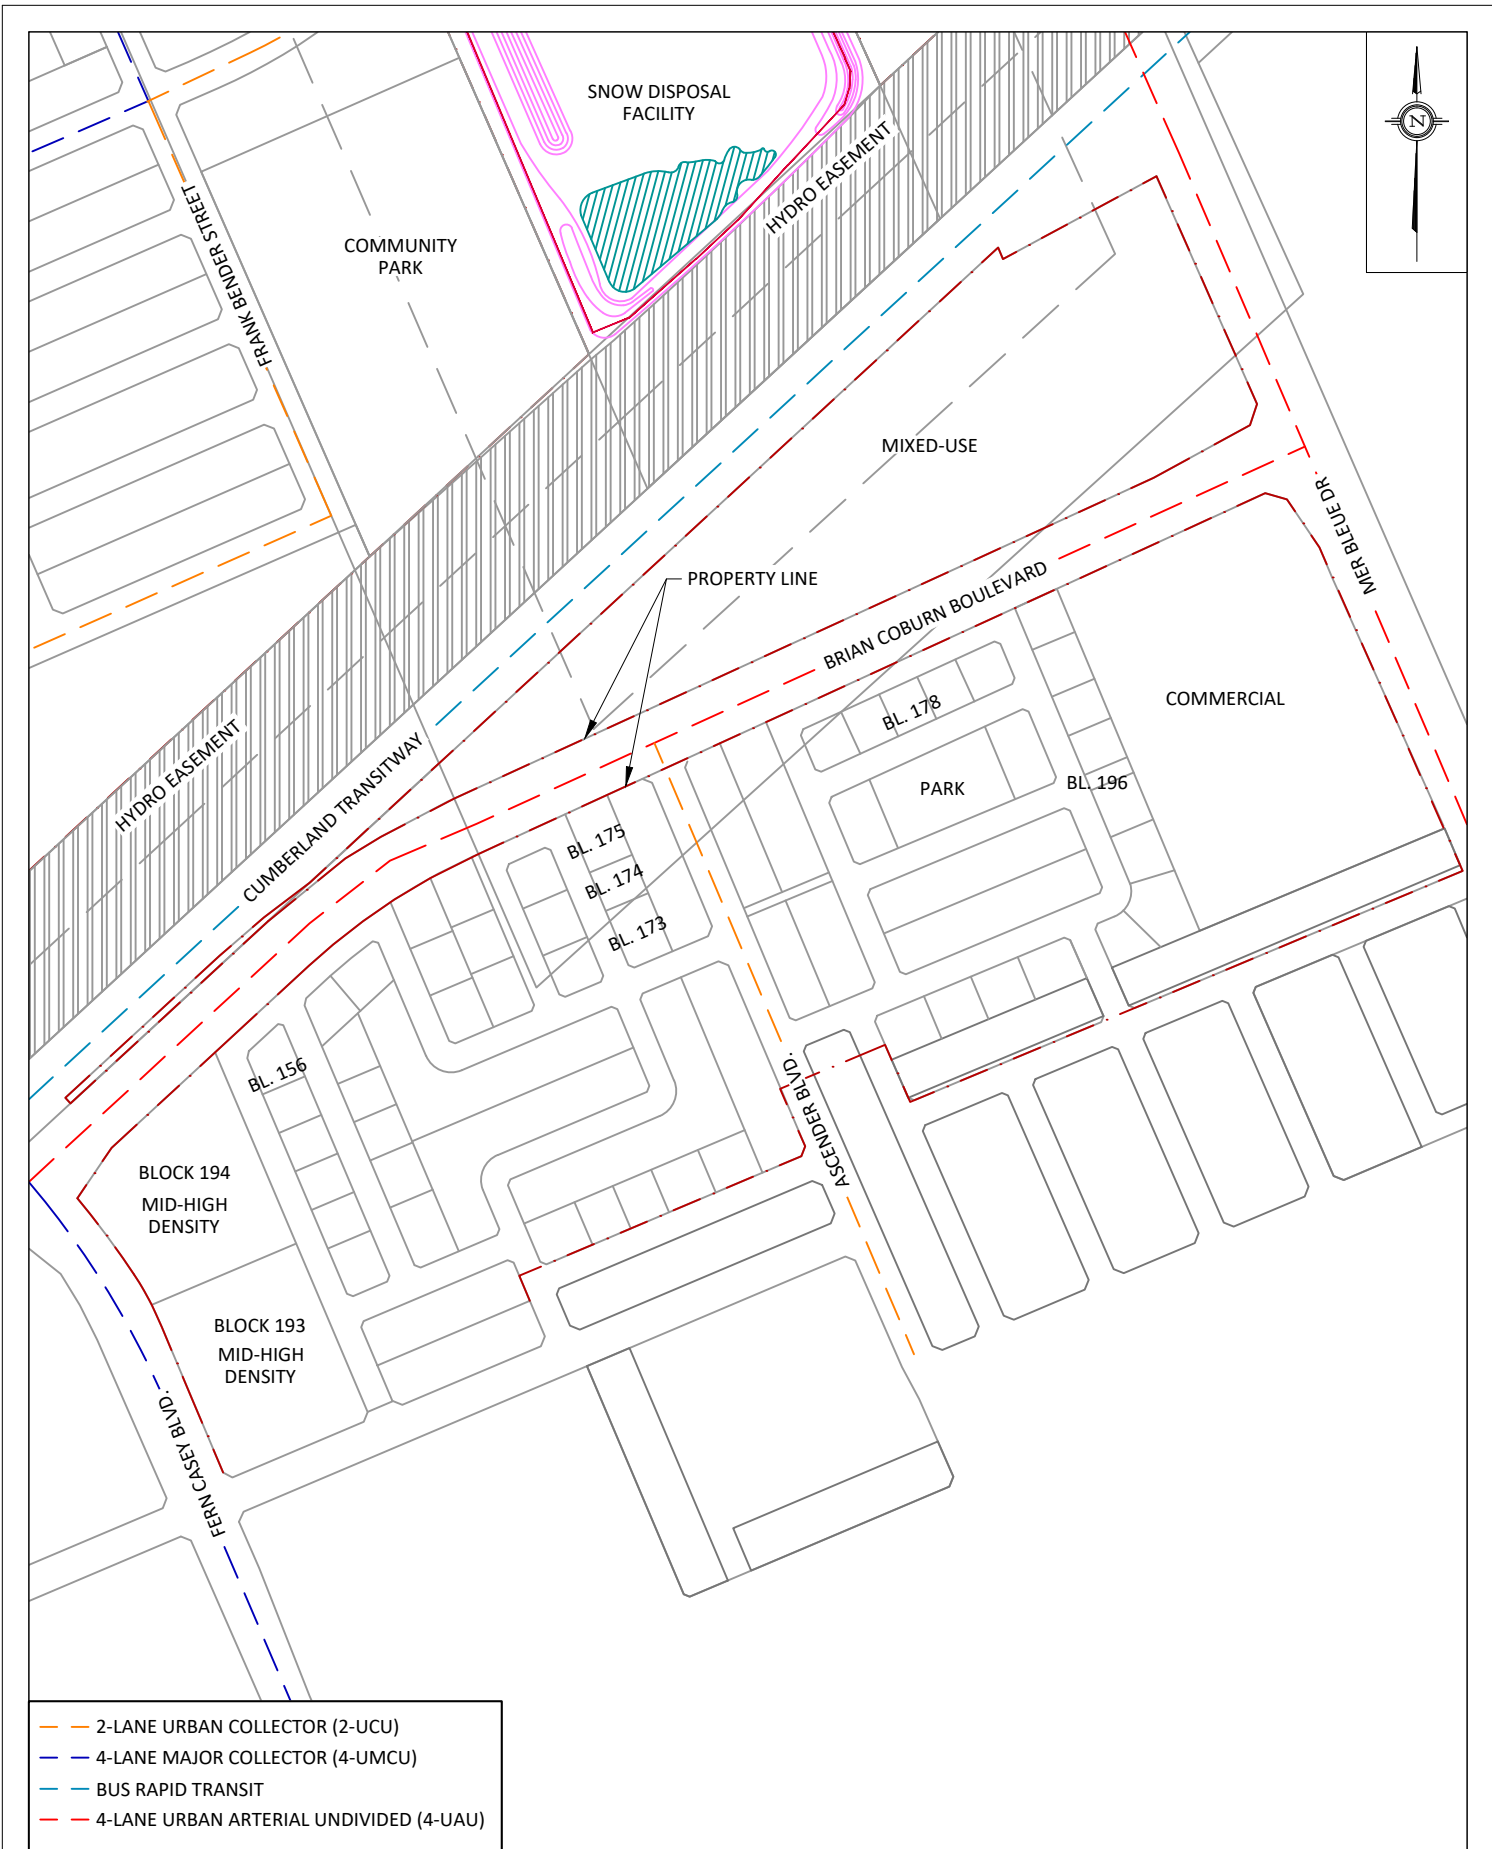 SNOW DISPOSAL
FACILITY
N
HYDRO EASEMENT
FRANK BENDER STREET
COMMUNITY
PARK
MIXED-USE
MER BLEUE DR.
PROPERTY LINE
BRIAN COBURN BOULEVARD
COMMERCIAL
BL. 178
HYDRO EASEMENT
CUMBERLAND TRANSITWAY
PARK
BL. 196
BL. 175
BL. 174
BL. 173
BL. 156
ASCENDER BLVD.
BLOCK 194
MID-HIGH
DENSITY
BLOCK 193
MID-HIGH
DENSITY
FERN CASEY BLVD.
2-LANE URBAN COLLECTOR (2-UCU)
4-LANE MAJOR COLLECTOR (4-UMCU)
BUS RAPID TRANSIT
4-LANE URBAN ARTERIAL UNDIVIDED (4-UAU)